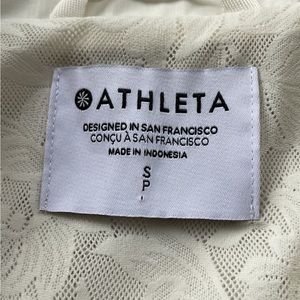 ATHLETA
DESIGNED IN SAN FRANCISCO
CONÇU À SAN FRANCISCO
MADE IN INDONESIA
S
P